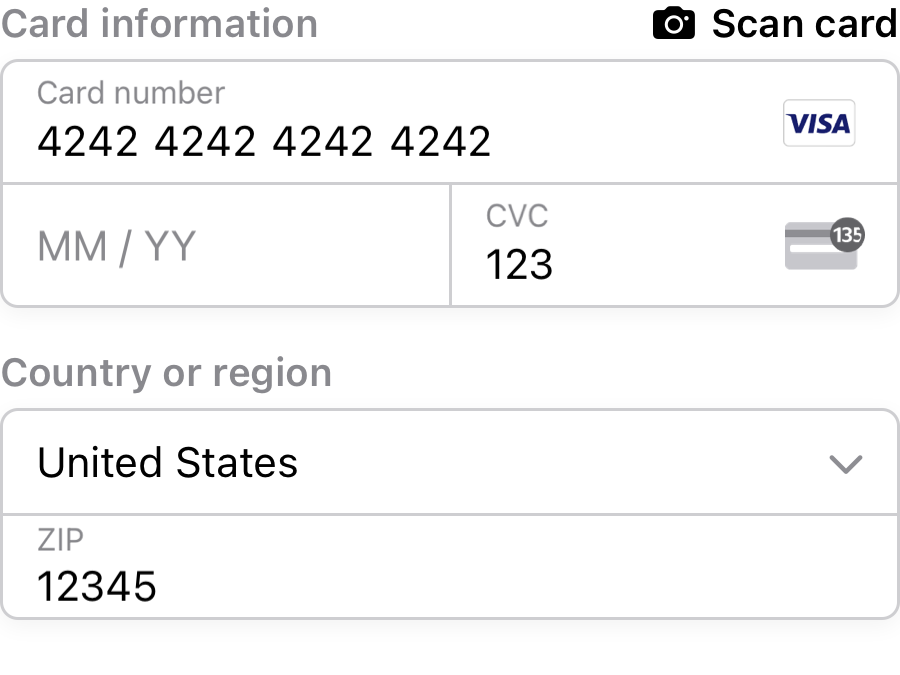 Card information
Scan card
Card number
4242 4242 4242 4242
VISA
MM / YY
CVC
123
135
Country or region
United States
ZIP
12345